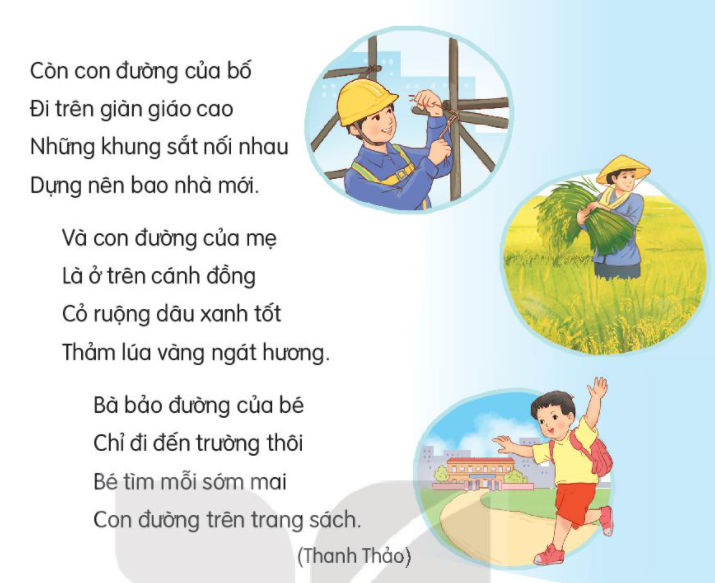 Còn con đường của bố
Đi trên giàn giáo cao
Những khung sắt nối nhau
Dựng nên bao nhà mới.
Và con đường của mẹ
Là ở trên cánh đồng
Cỏ ruộng dâu xanh tốt
Thảm lúa vàng ngát hương.
Bà bảo đường của bé
Chỉ đi đến trường thôi
Bé tìm mỗi sớm mai
Con đường trên trang sách.
(Thanh Thảo)